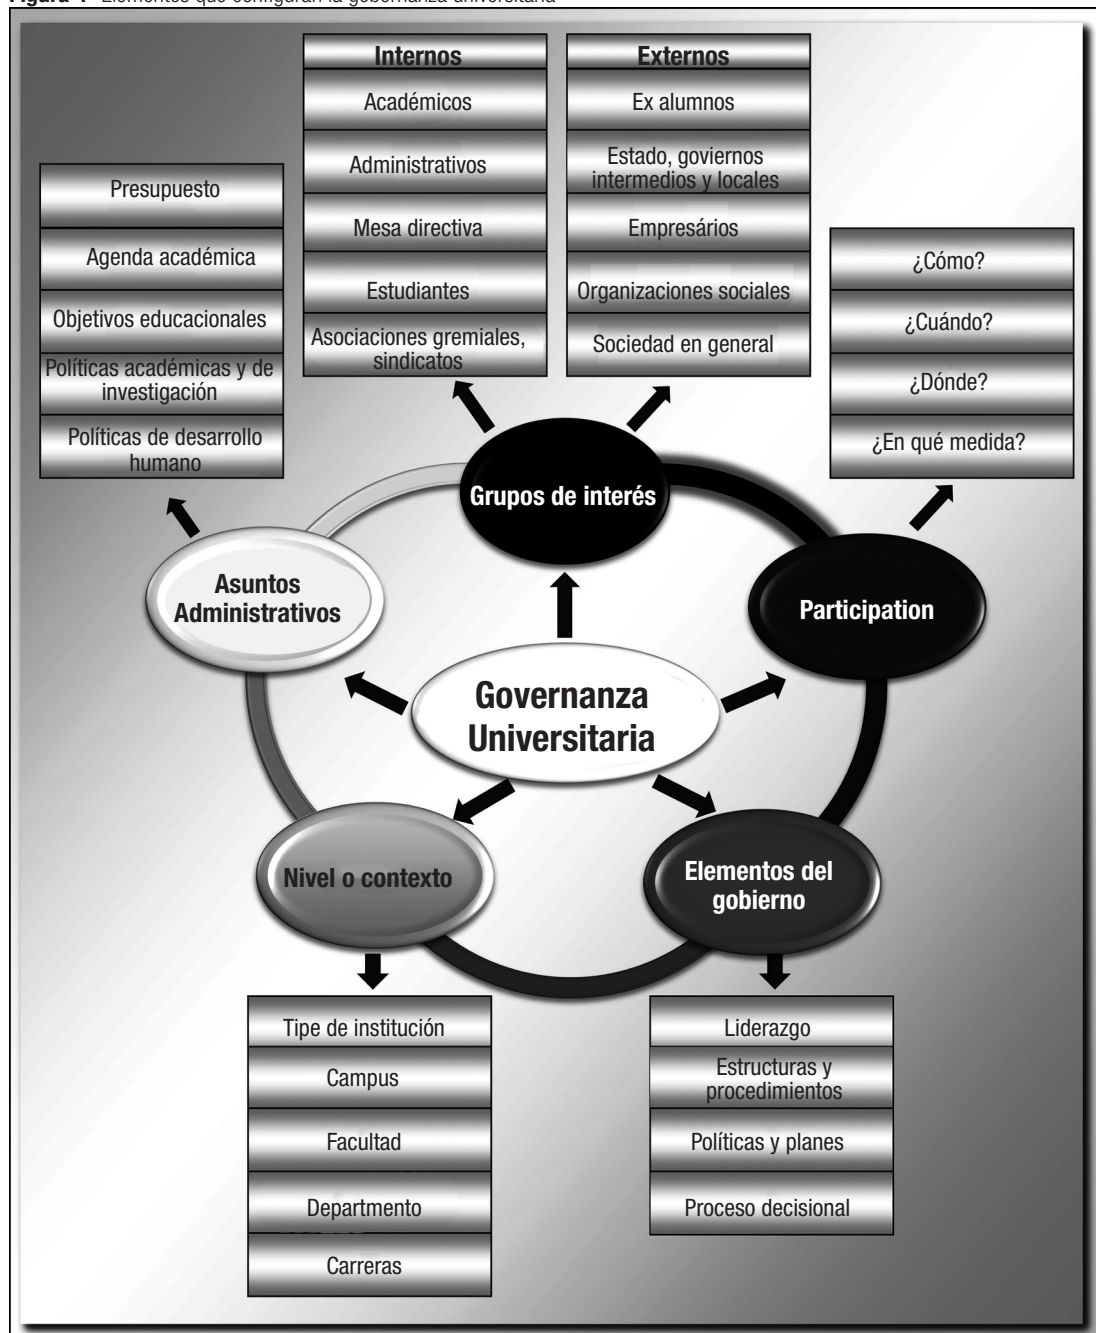 Elementos que configuran la gobernanza universitaria
Internos
Académicos
Administrativos
Mesa directiva
Estudiantes
Asociaciones gremiales,
sindicatos
Externos
Ex alumnos
Estado, goviernos
intermedios y locales
Empresários
Organizaciones sociales
Sociedad en general
Presupuesto
Agenda académica
Objetivos educacionales
Políticas académicas y de
investigación
Políticas de desarrollo
humano
¿Cómo?
¿Cuándo?
¿Dónde?
¿En qué medida?
Grupos de interés
Asuntos
Administrativos
Participation
Governanza
Universitaria
Nivel o contexto
Elementos del
gobierno
Tipe de institución
Campus
Facultad
Departmento
Carreras
Liderazgo
Estructuras y
procedimientos
Políticas y planes
Proceso decisional